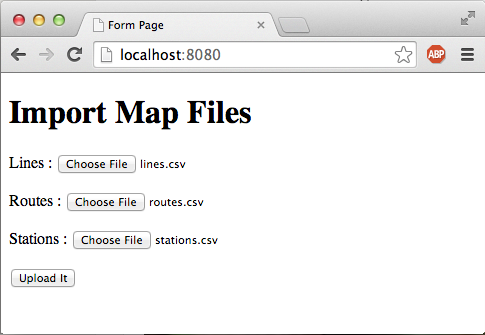 Form Page
localhost:8080
ABP
Import Map Files
Lines : Choose File lines.csv
Routes : Choose File routes.csv
Stations : Choose File stations.csv
Upload It